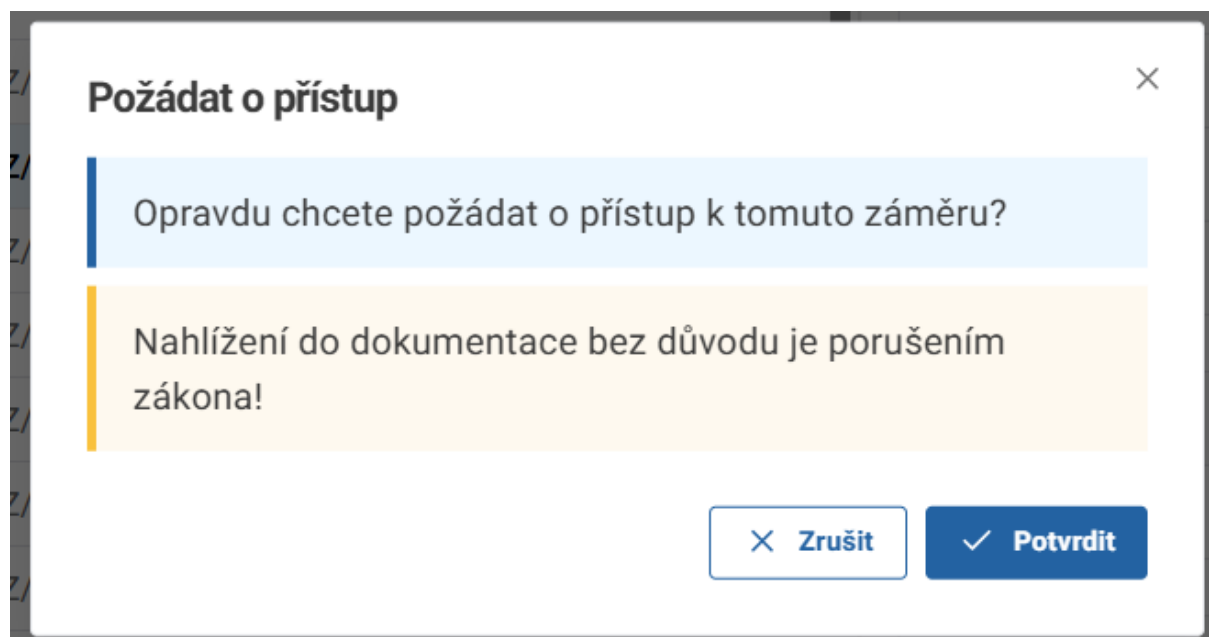 Požádat o přístup
Opravdu chcete požádat o přístup k tomuto záměru?
Nahlížení do dokumentace bez důvodu je porušením
zákona!
Zrušit
Potvrdit